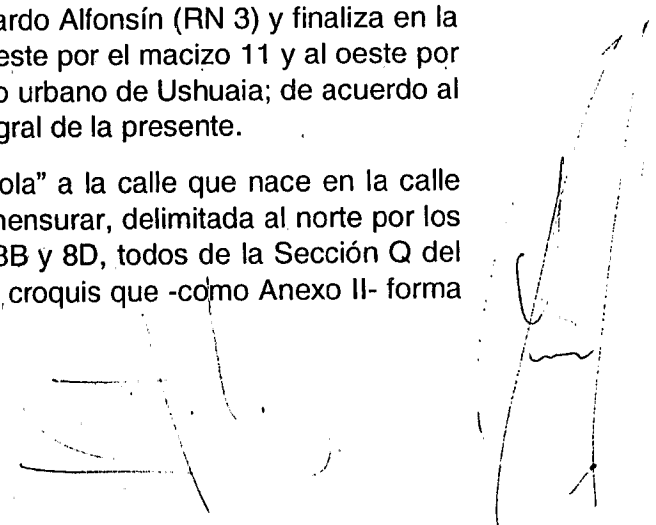 ardo Alfonsín (RN 3) y finaliza en la
este por el macizo 11 y al oeste por
o urbano de Ushuaia; de acuerdo al
gral de la presente.
ola” a la calle que nace en la calle
mensurar, delimitada al norte por los
3B y 8D, todos de la Sección Q del
croquis que -como Anexo II- forma